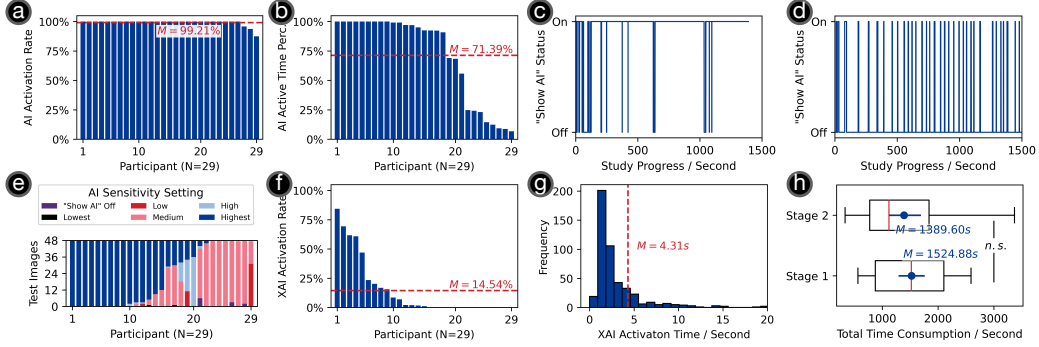 a
100%
75%
50%
25%
0%
AI Activation Rate
M = 99.21%
1
10
20
29
Participant (N=29)
b
100%
75%
50%
25%
0%
AI Active Time Perc.
M = 71.39%
1
10
20
29
Participant (N=29)
c
"Show AI" Status
On
Off
0
500
1000
1500
Study Progress / Second
d
"Show AI" Status
On
Off
0
500
1000
1500
Study Progress / Second
e
AI Sensitivity Setting
"Show AI" Off
Low
High
Lowest
Medium
Highest
Test Images
48
36
24
12
0
1
10
20
29
Participant (N=29)
f
XAI Activation Rate
100%
75%
50%
25%
0%
M = 14.54%
1
10
20
29
Participant (N=29)
g
Frequency
200
150
100
50
0
M = 4.31s
0
5
10
15
20
XAI Activaton Time / Second
h
Stage 2
Stage 1
M = 1389.60s
M = 1524.88s
n.s.
1000
2000
3000
Total Time Consumption / Second